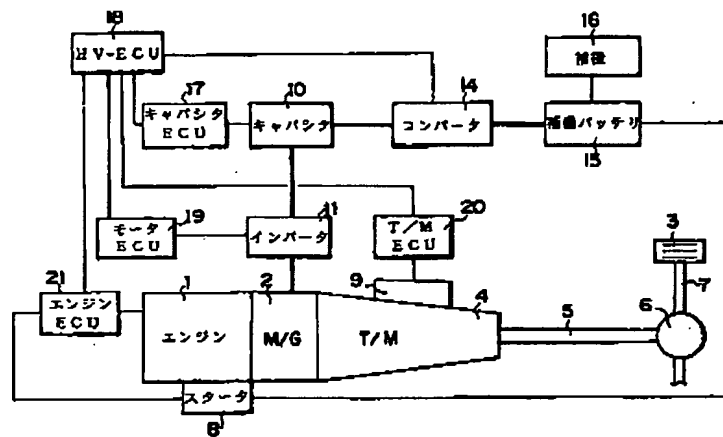 18
HV-ECU
16
補機
17
キャパシタ
ECU
10
キャパシタ
14
コンバータ
補機バッテリ
15
19
モータ
ECU
11
インバータ
T/M
ECU
20
3
7
21
エンジン
ECU
1
エンジン
2
M/G
T/M
9
4
5
6
スタータ
8